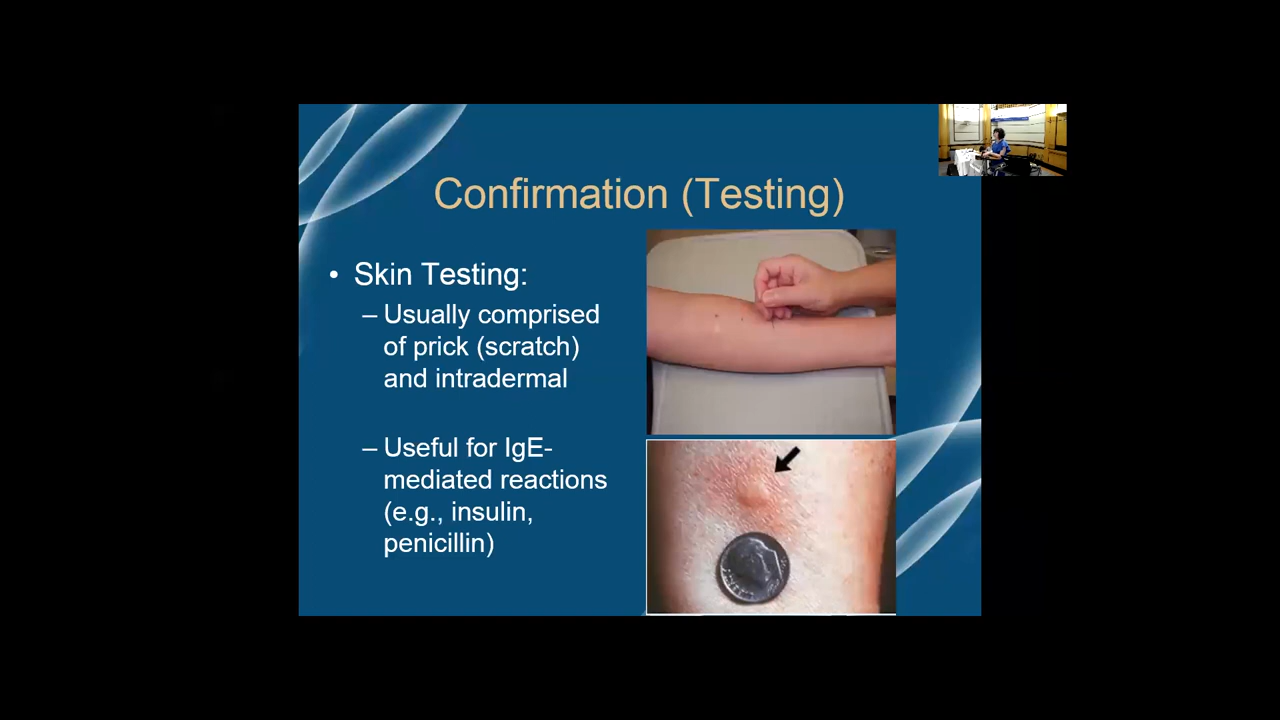 Confirmation (Testing)
• Skin Testing:
– Usually comprised
of prick (scratch)
and intradermal
– Useful for IgE-
mediated reactions
(e.g., insulin,
penicillin)